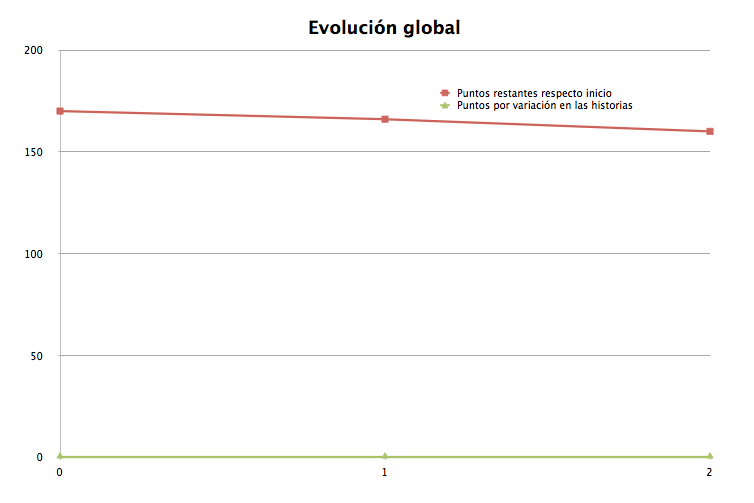 Evolución global
200
Puntos restantes respecto inicio
Puntos por variación en las historias
150
100
50
0
0 1 2